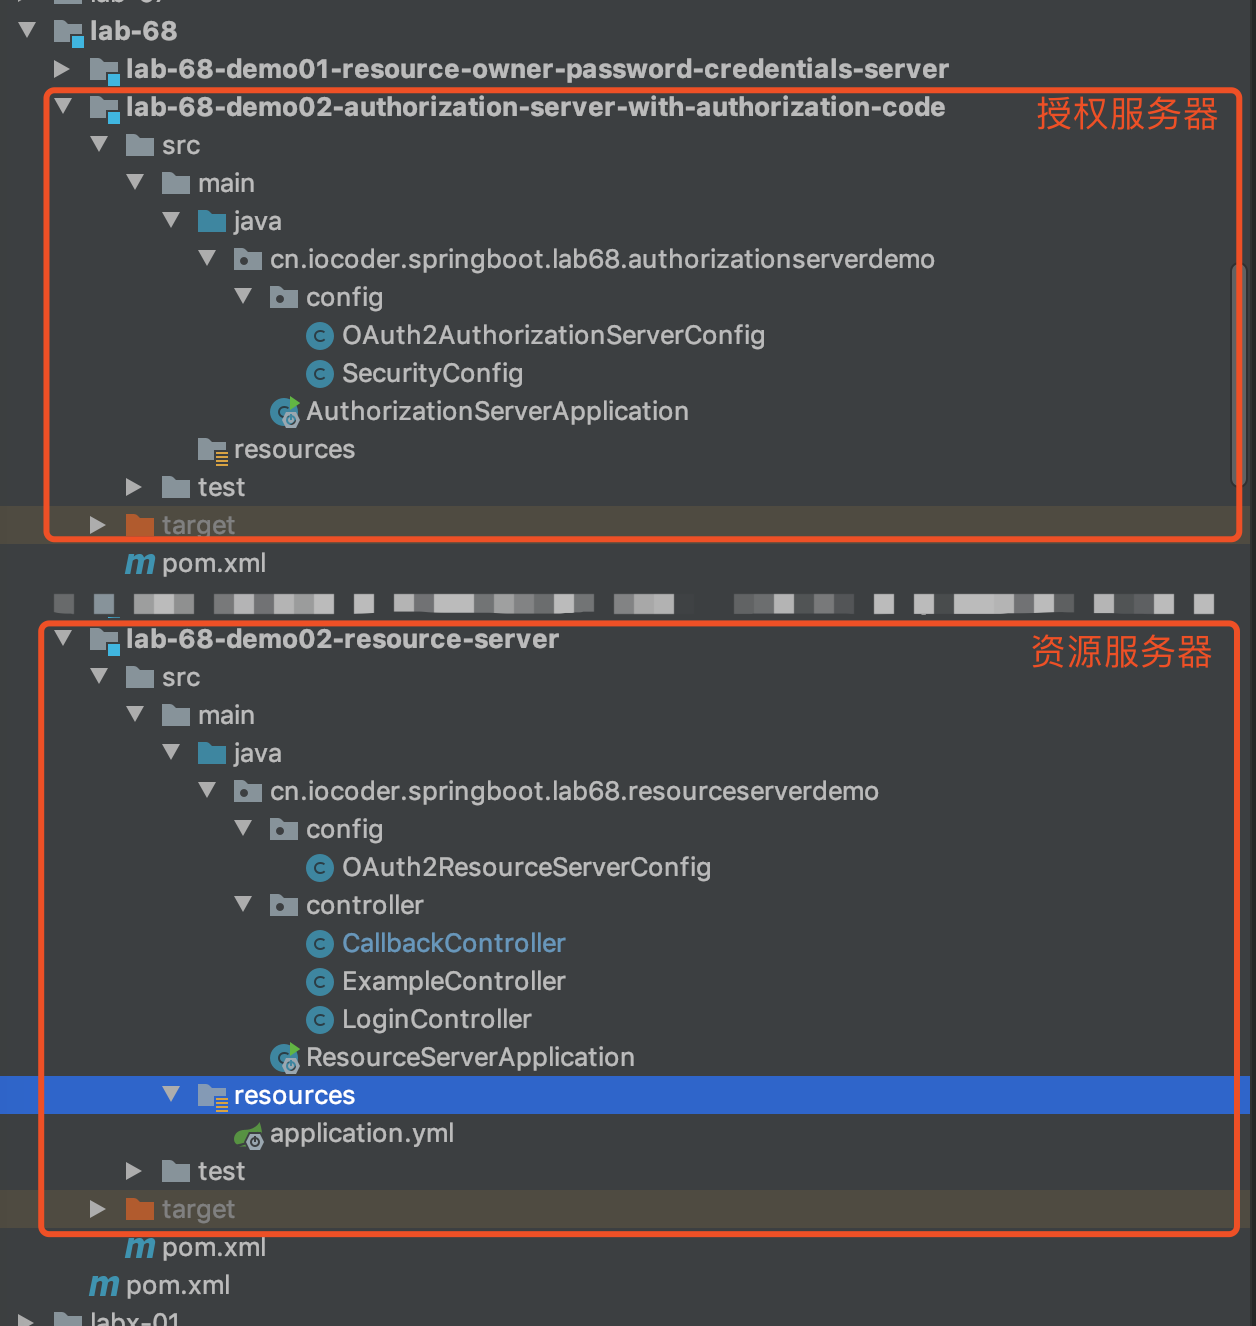 lab-68
lab-68-demo01-resource-owner-password-credentials-server
lab-68-demo02-authorization-server-with-authorization-code
授权服务器
src
main
java
cn.iocoder.springboot.lab68.authorizationserverdemo
config
OAuth2AuthorizationServerConfig
SecurityConfig
AuthorizationServerApplication
resources
test
target
pom.xml
lab-68-demo02-resource-server
资源服务器
src
main
java
cn.iocoder.springboot.lab68.resourceserverdemo
config
OAuth2ResourceServerConfig
controller
CallbackController
ExampleController
LoginController
ResourceServerApplication
resources
application.yml
test
target
pom.xml
pom.xml
labx-01